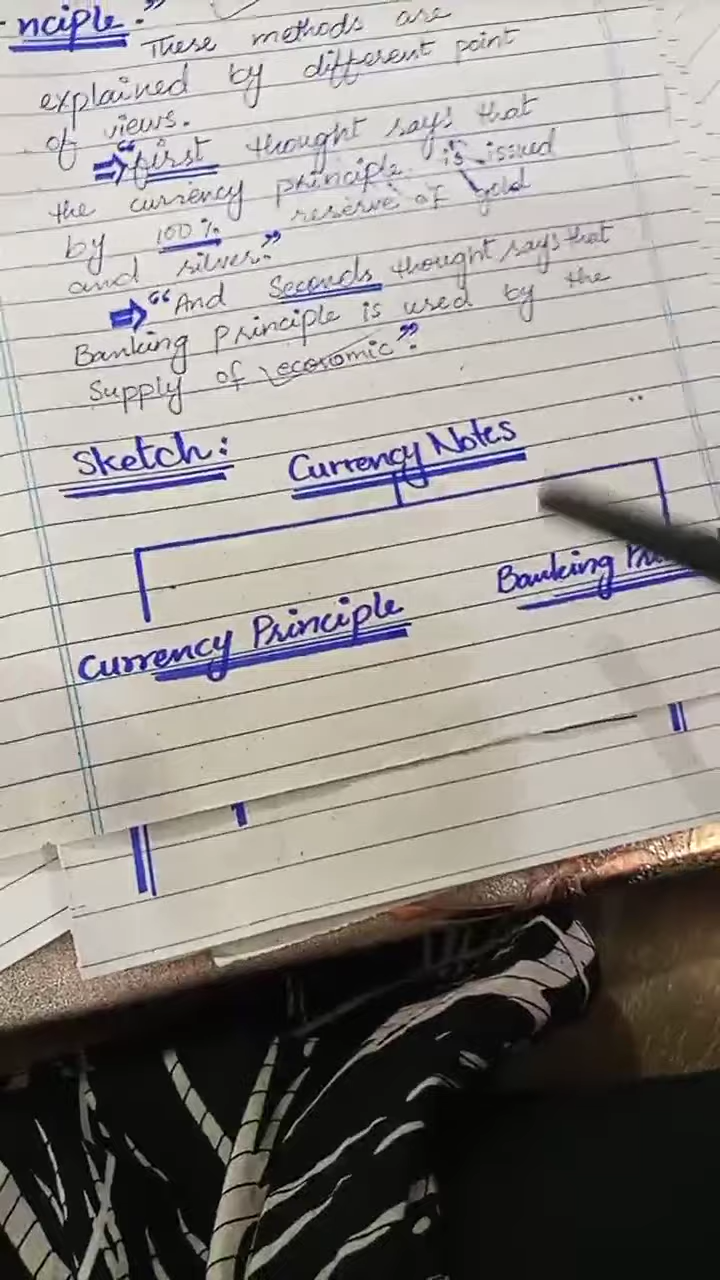 nciple."
These methods are
explained by different point
of views.
⇒ "first thought says that
the currency principle is issued
by 100% reserve of gold
and silver."
⇒ "And Seconds thought says that
Banking Principle is used by the
Supply of economic".
Sketch:
Currency Notes
Currency Principle
Banking